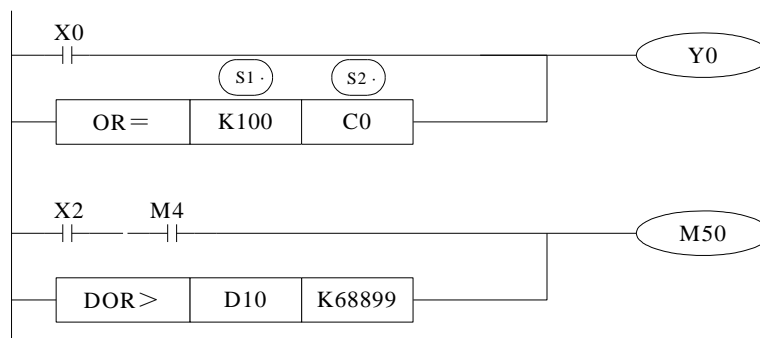 X0
Y0
S1 ·
S2 ·
OR＝
K100
C0
X2
M4
M50
DOR＞
D10
K68899